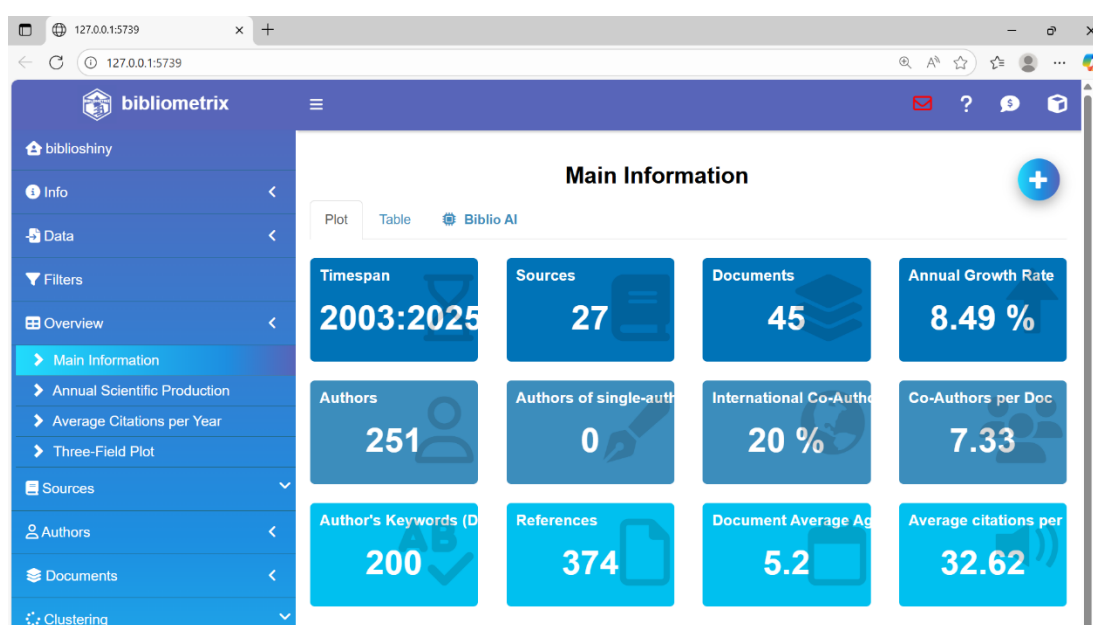 127.0.0.1:5739
127.0.0.1:5739
bibliometrix
biblioshiny
Info
Data
Filters
Overview
Main Information
Annual Scientific Production
Average Citations per Year
Three-Field Plot
Sources
Authors
Documents
Clustering
Main Information
Plot Table Biblio AI
Timespan
2003:2025
Sources
27
Documents
45
Annual Growth Rate
8.49 %
Authors
251
Authors of single-auth
0
International Co-Autho
20 %
Co-Authors per Doc
7.33
Author's Keywords (D
200
References
374
Document Average Ag
5.2
Average citations per
32.62